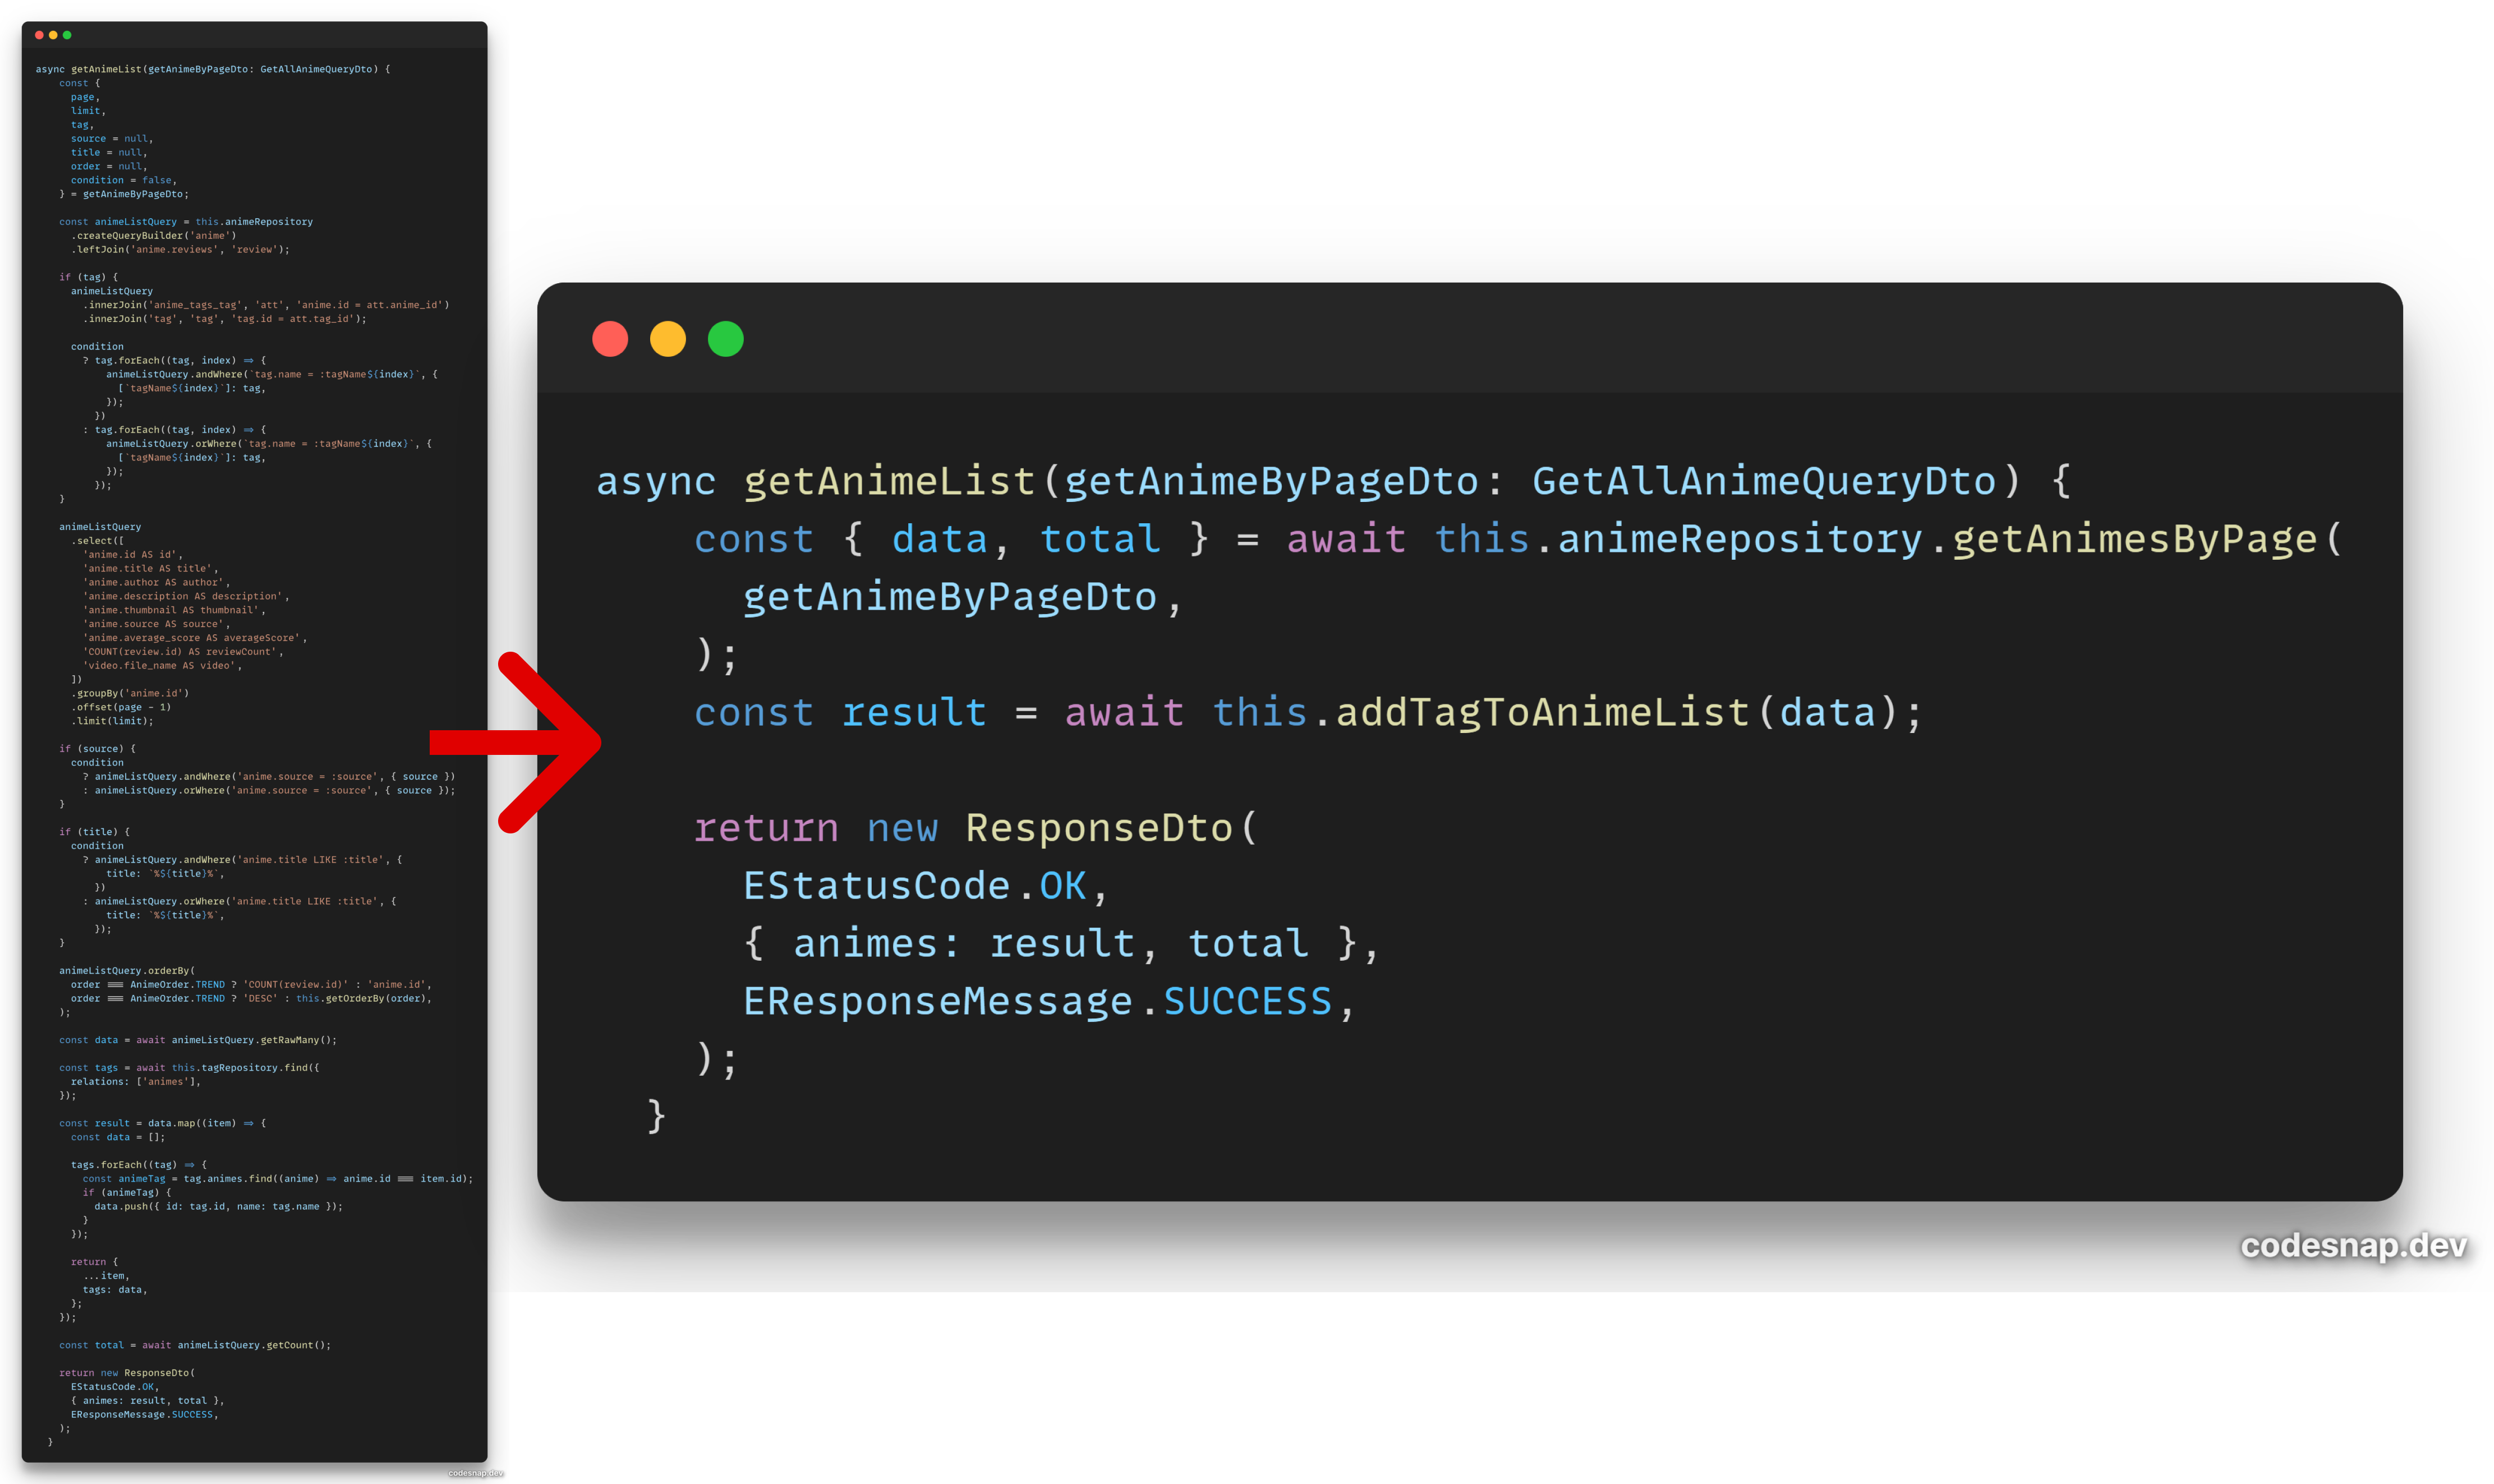 async getAnimeList(getAnimeByPageDto: GetAllAnimeQueryDto) {
    const {
      page,
      limit,
      tag,
      source = null,
      title = null,
      order = null,
      condition = false,
    } = getAnimeByPageDto;

    const animeListQuery = this.animeRepository
      .createQueryBuilder('anime')
      .leftJoin('anime.reviews', 'review');

    if (tag) {
      animeListQuery
        .innerJoin('anime_tags_tag', 'att', 'anime.id = att.anime_id')
        .innerJoin('tag', 'tag', 'tag.id = att.tag_id');

      condition
        ? tag.forEach((tag, index) => {
            animeListQuery.andWhere(`tag.name = :tagName${index}`, {
              [`tagName${index}`]: tag,
            });
          })
        : tag.forEach((tag, index) => {
            animeListQuery.orWhere(`tag.name = :tagName${index}`, {
              [`tagName${index}`]: tag,
            });
          });
    }

    animeListQuery
      .select([
        'anime.id AS id',
        'anime.title AS title',
        'anime.author AS author',
        'anime.description AS description',
        'anime.thumbnail AS thumbnail',
        'anime.source AS source',
        'anime.average_score AS averageScore',
        'COUNT(review.id) AS reviewCount',
        'video.file_name AS video',
      ])
      .groupBy('anime.id')
      .offset(page - 1)
      .limit(limit);

    if (source) {
      condition
        ? animeListQuery.andWhere('anime.source = :source', { source })
        : animeListQuery.orWhere('anime.source = :source', { source });
    }

    if (title) {
      condition
        ? animeListQuery.andWhere('anime.title LIKE :title', {
            title: `%${title}%`,
          })
        : animeListQuery.orWhere('anime.title LIKE :title', {
            title: `%${title}%`,
          });
    }

    animeListQuery.orderBy(
      order === AnimeOrder.TREND ? 'COUNT(review.id)' : 'anime.id',
      order === AnimeOrder.TREND ? 'DESC' : this.getOrderBy(order),
    );

    const data = await animeListQuery.getRawMany();

    const tags = await this.tagRepository.find({
      relations: ['animes'],
    });

    const result = data.map((item) => {
      const data = [];

      tags.forEach((tag) => {
        const animeTag = tag.animes.find((anime) => anime.id === item.id);
        if (animeTag) {
          data.push({ id: tag.id, name: tag.name });
        }
      });

      return {
        ...item,
        tags: data,
      };
    });

    const total = await animeListQuery.getCount();

    return new ResponseDto(
      EStatusCode.OK,
      { animes: result, total },
      EResponseMessage.SUCCESS,
    );
  }
codesnap.dev
async getAnimeList(getAnimeByPageDto: GetAllAnimeQueryDto) {
    const { data, total } = await this.animeRepository.getAnimesByPage(
      getAnimeByPageDto,
    );
    const result = await this.addTagToAnimeList(data);

    return new ResponseDto(
      EStatusCode.OK,
      { animes: result, total },
      EResponseMessage.SUCCESS,
    );
  }
codesnap.dev